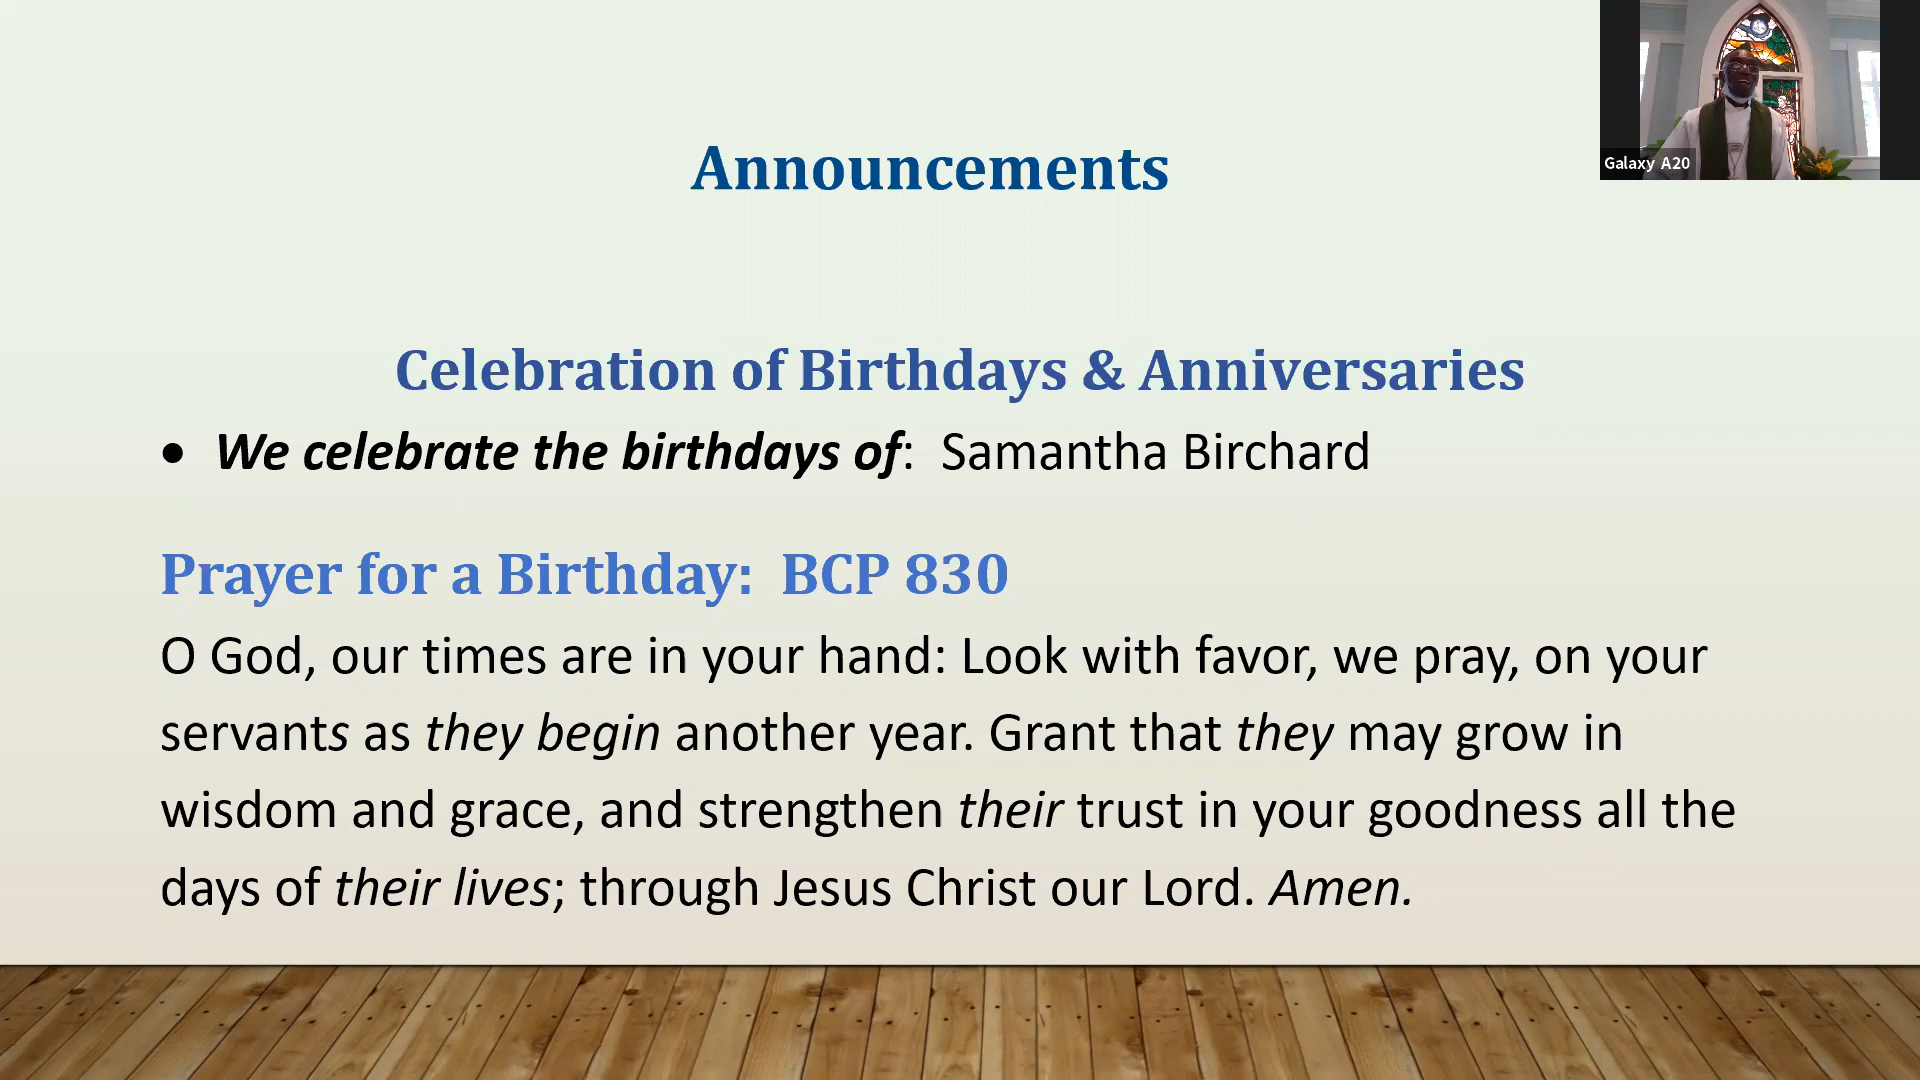 Announcements
Galaxy A20
Celebration of Birthdays & Anniversaries
• We celebrate the birthdays of:  Samantha Birchard
Prayer for a Birthday:  BCP 830
O God, our times are in your hand: Look with favor, we pray, on your
servants as they begin another year. Grant that they may grow in
wisdom and grace, and strengthen their trust in your goodness all the
days of their lives; through Jesus Christ our Lord. Amen.